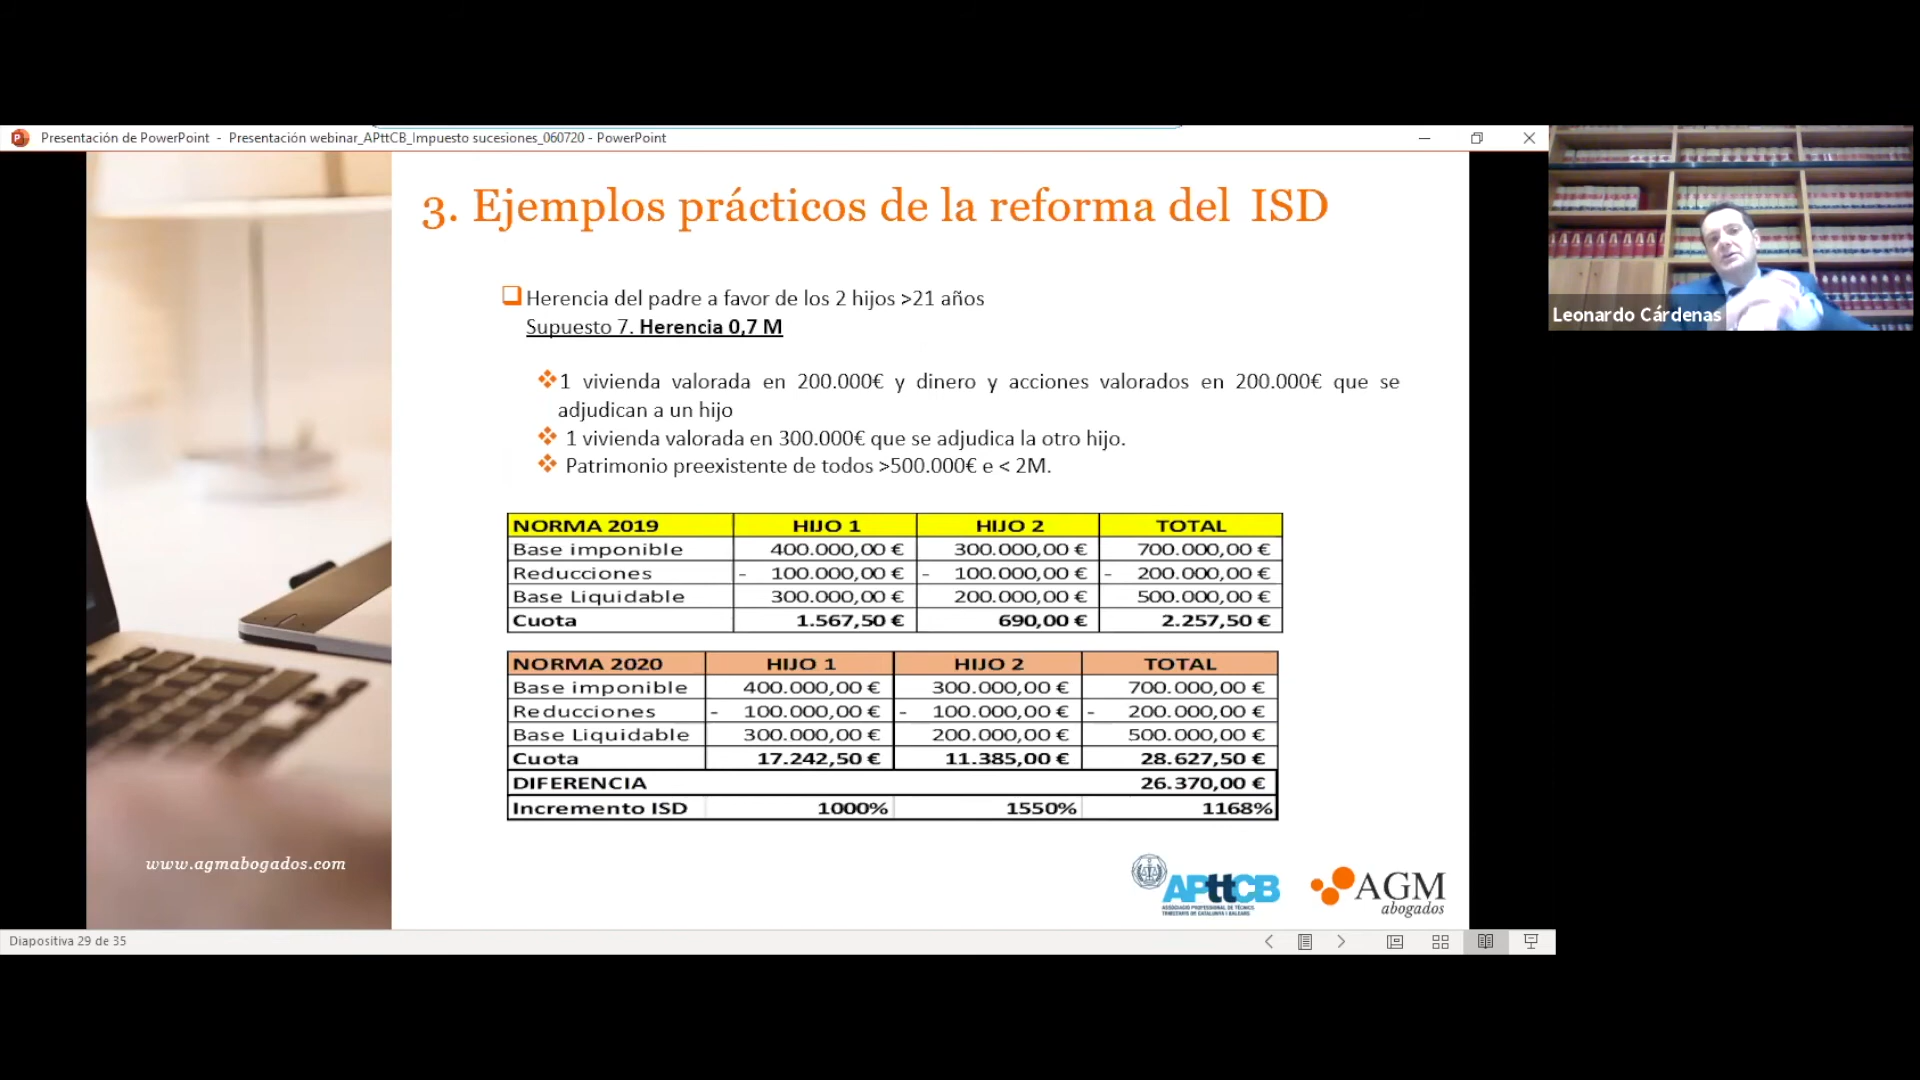 Presentación de PowerPoint - Presentación webinar_APttCB_Impuesto sucesiones_060720 - PowerPoint
3. Ejemplos prácticos de la reforma del ISD
Herencia del padre a favor de los 2 hijos >21 años
Supuesto 7. Herencia 0,7 M
1 vivienda valorada en 200.000€ y dinero y acciones valorados en 200.000€ que se
adjudican a un hijo
1 vivienda valorada en 300.000€ que se adjudica la otro hijo.
Patrimonio preexistente de todos >500.000€ e < 2M.
NORMA 2019 HIJO 1 HIJO 2 TOTAL
Base imponible 400.000,00 € 300.000,00 € 700.000,00 €
Reducciones - 100.000,00 € - 100.000,00 € - 200.000,00 €
Base Liquidable 300.000,00 € 200.000,00 € 500.000,00 €
Cuota 1.567,50 € 690,00 € 2.257,50 €
NORMA 2020 HIJO 1 HIJO 2 TOTAL
Base imponible 400.000,00 € 300.000,00 € 700.000,00 €
Reducciones - 100.000,00 € - 100.000,00 € - 200.000,00 €
Base Liquidable 300.000,00 € 200.000,00 € 500.000,00 €
Cuota 17.242,50 € 11.385,00 € 28.627,50 €
DIFERENCIA 26.370,00 €
Incremento ISD 1000% 1550% 1168%
www.agmabogados.com
APttCB
ASSOCIACIÓ PROFESSIONAL DE TÈCNICS
TRIBUTARIS DE CATALUNYA I BALEARS
AGM
abogados
Diapositiva 29 de 35
Leonardo Cárdenas